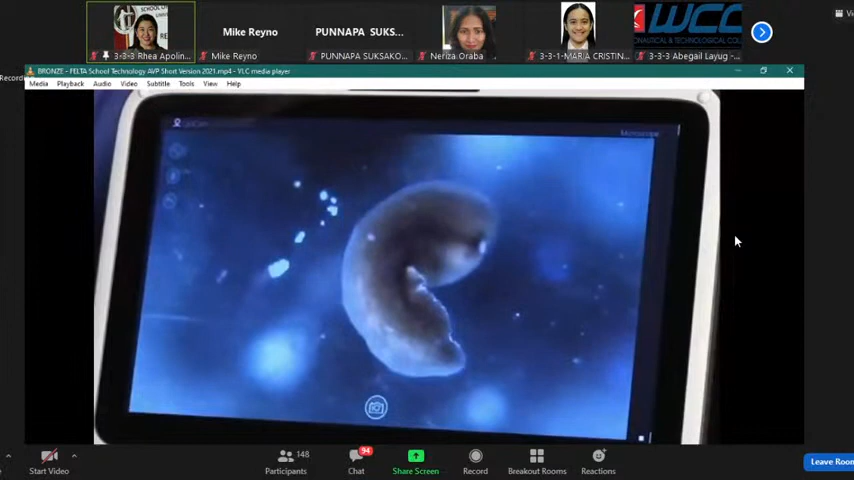 Mike Reyno
PUNNAPA SUKS...
WCC
3-3-3 Rhea Apolin...
Mike Reyno
PUNNAPA SUKSAKO...
Neriza Oraba
3-3-1-MARIA CRISTIN...
3-3-3 Abegail Layug -...
Record
BRONZE - FELTA School Technology AVP Short Version 2021.mp4 - VLC media player
Media Playback Audio Video Subtitle Tools View Help
Microscope
148
94
Start Video
Participants
Chat
Share Screen
Record
Breakout Rooms
Reactions
Leave Room